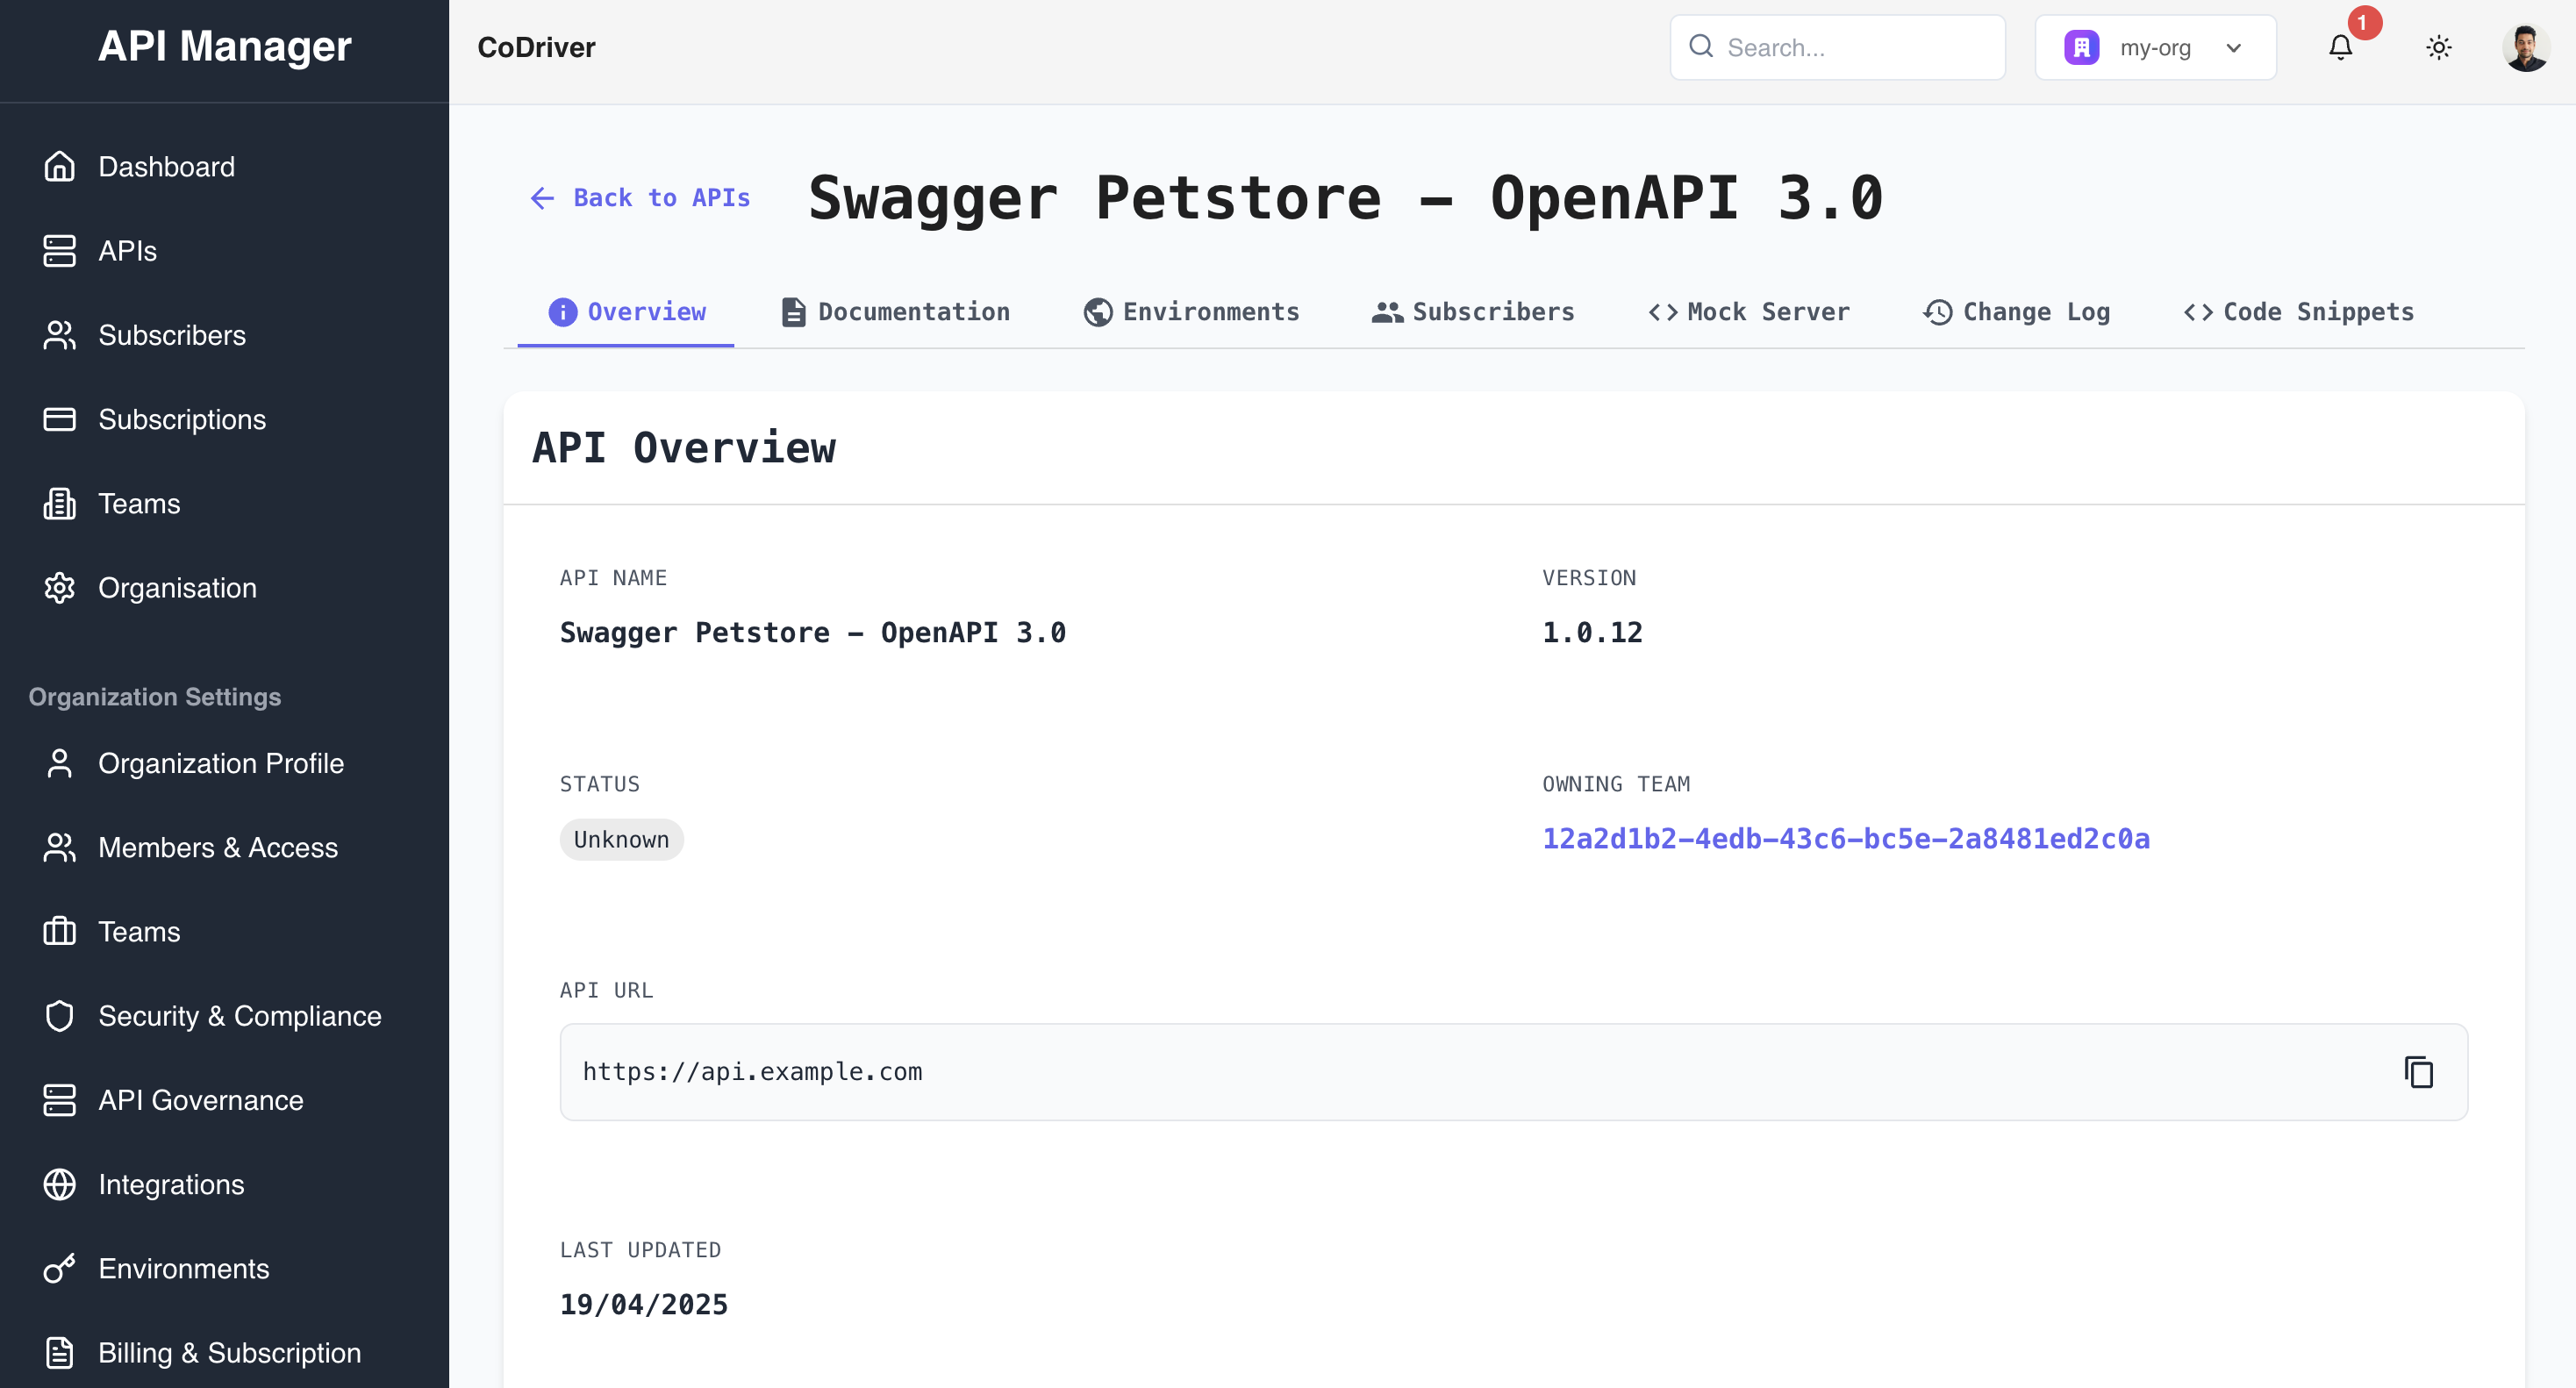 API Manager
CoDriver
Search...
my-org
1
Dashboard
APIs
Subscribers
Subscriptions
Teams
Organisation
Organization Settings
Organization Profile
Members & Access
Teams
Security & Compliance
API Governance
Integrations
Environments
Billing & Subscription
Back to APIs
Swagger Petstore - OpenAPI 3.0
Overview
Documentation
Environments
Subscribers
Mock Server
Change Log
Code Snippets
API Overview
API NAME
Swagger Petstore - OpenAPI 3.0
VERSION
1.0.12
STATUS
Unknown
OWNING TEAM
12a2d1b2-4edb-43c6-bc5e-2a8481ed2c0a
API URL
https://api.example.com
LAST UPDATED
19/04/2025